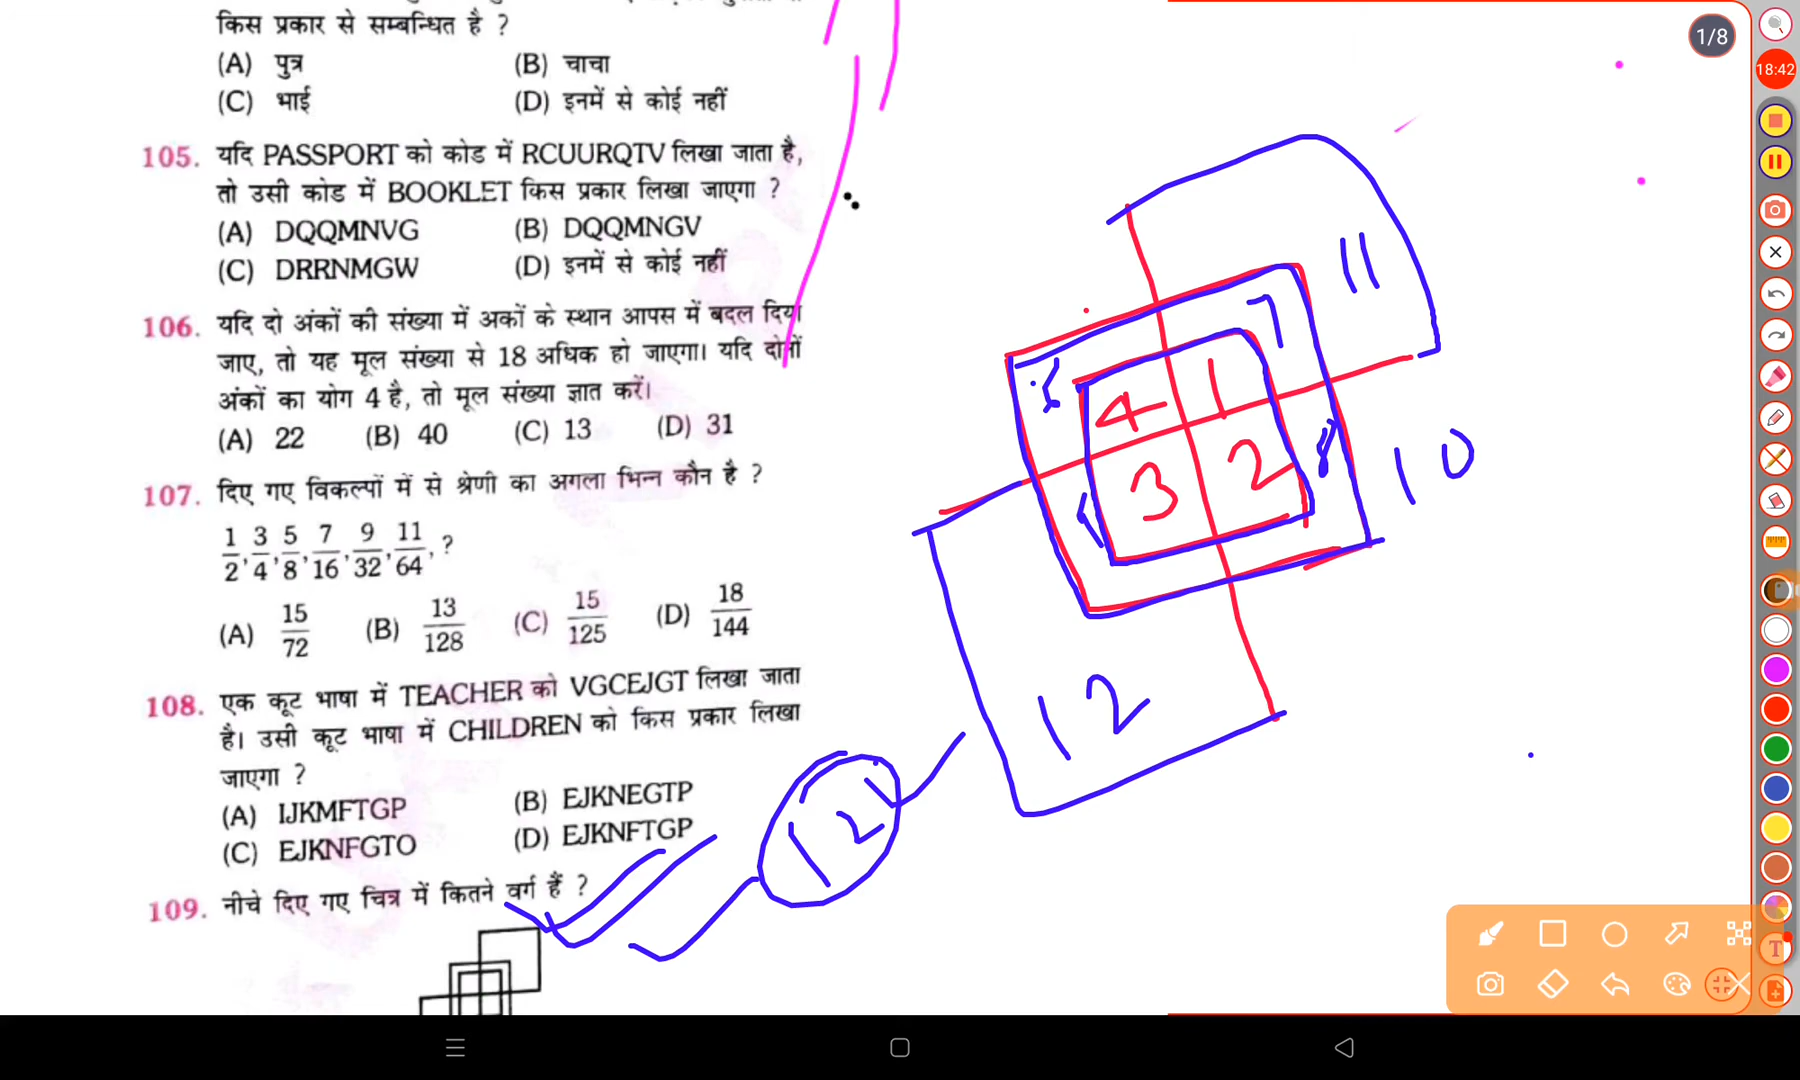 किस प्रकार से सम्बन्धित है ?
(A) पुत्र (B) चाचा
(C) भाई (D) इनमें से कोई नहीं
105. यदि PASSPORT को कोड में RCUURQTV लिखा जाता है,
तो उसी कोड में BOOKLET किस प्रकार लिखा जाएगा ?
(A) DQQMNVG (B) DQQMNGV
(C) DRRNMGW (D) इनमें से कोई नहीं
106. यदि दो अंकों की संख्या में अकों के स्थान आपस में बदल दिया
जाए, तो यह मूल संख्या से 18 अधिक हो जाएगा। यदि दोनों
अंकों का योग 4 है, तो मूल संख्या ज्ञात करें।
(A) 22 (B) 40 (C) 13 (D) 31
107. दिए गए विकल्पों में से श्रेणी का अगला भिन्न कौन है ?
1/2, 3/4, 5/8, 7/16, 9/32, 11/64, ?
(A) 15/72 (B) 13/128 (C) 15/125 (D) 18/144
108. एक कूट भाषा में TEACHER को VGCEJGT लिखा जाता
है। उसी कूट भाषा में CHILDREN को किस प्रकार लिखा
जाएगा ?
(A) IJKMFTGP (B) EJKNEGTP
(C) EJKNFGTO (D) EJKNFTGP
109. नीचे दिए गए चित्र में कितने वर्ग हैं ?
11
7
4 1
8
3 2
10
12
12
1/8
18:42
T